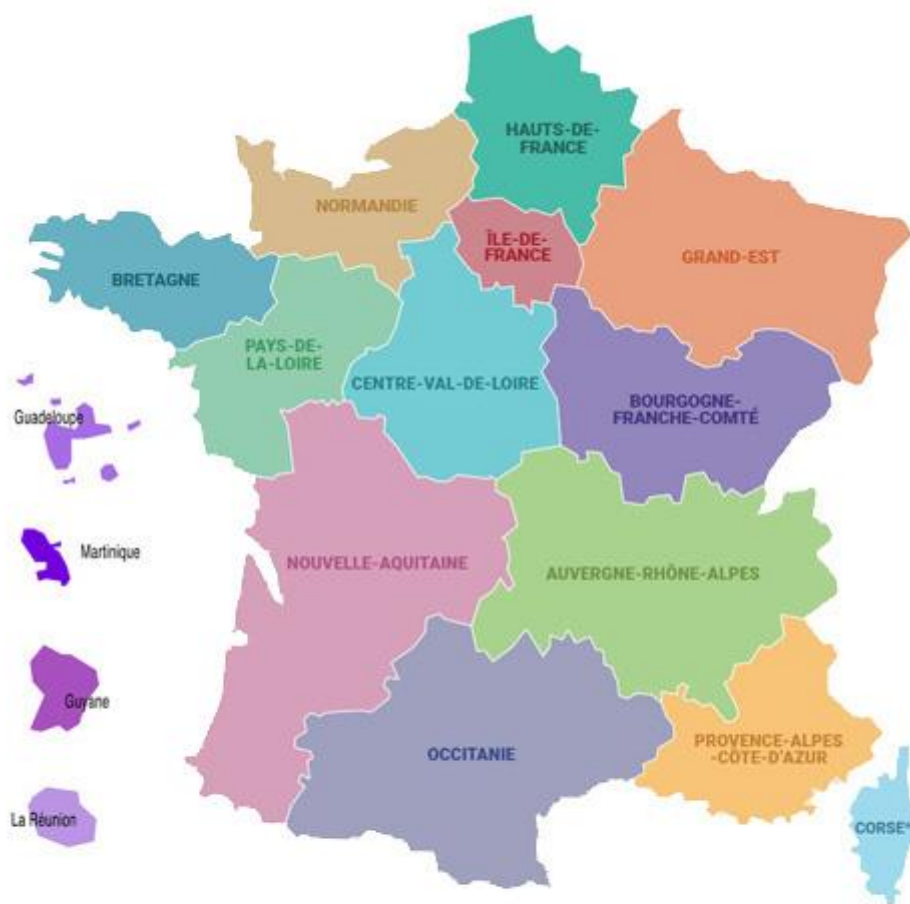 HAUTS-DE-
FRANCE
NORMANDIE
ÎLE-DE-
FRANCE
GRAND-EST
BRETAGNE
PAYS-DE-
LA-LOIRE
CENTRE-VAL-DE-LOIRE
BOURGOGNE-
FRANCHE-COMTÉ
Guadeloupe
Martinique
NOUVELLE-AQUITAINE
AUVERGNE-RHÔNE-ALPES
Guyane
OCCITANIE
PROVENCE-ALPES
-CÔTE-D'AZUR
La Réunion
CORSE*